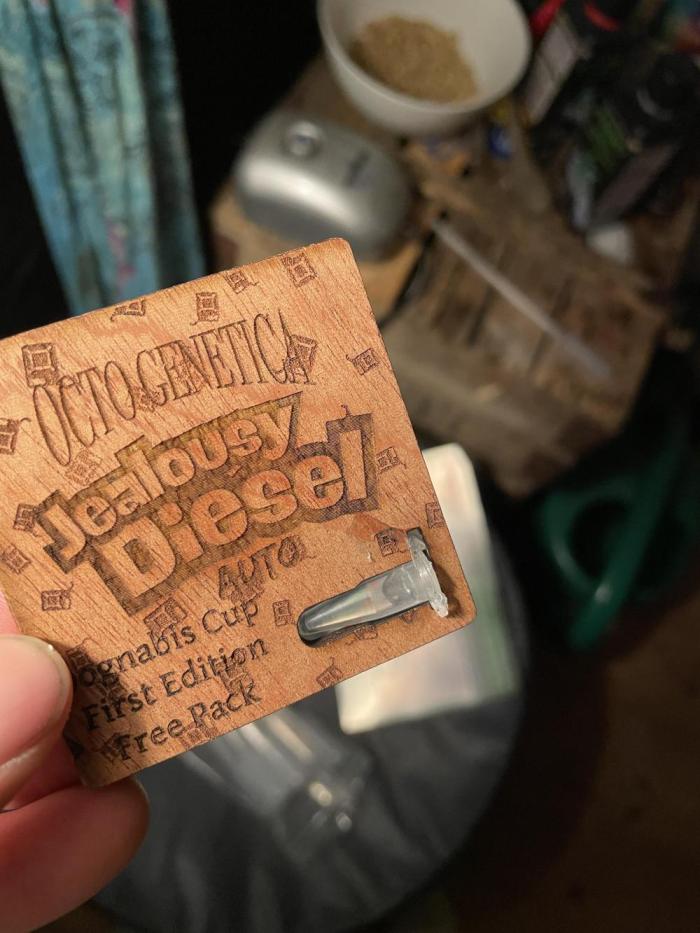 OCTO GENETICA
Jealousy
Diesel
AUTO
ognabis Cup
First Edition
Free Pack